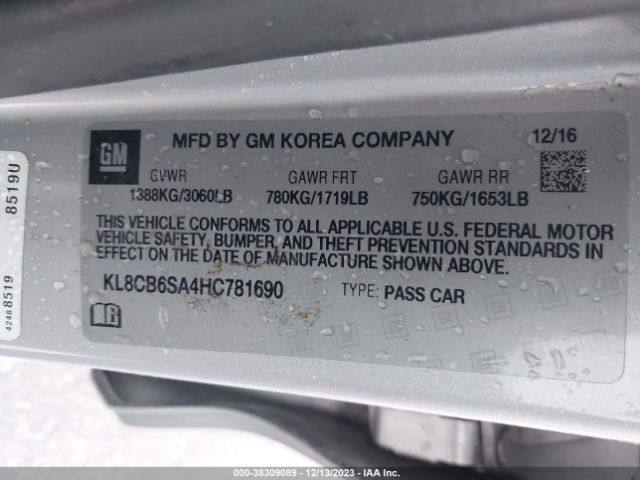 GM
MFD BY GM KOREA COMPANY 12/16
GVWR GAWR FRT GAWR RR
1388KG/3060LB 780KG/1719LB 750KG/1653LB
THIS VEHICLE CONFORMS TO ALL APPLICABLE U.S. FEDERAL MOTOR
VEHICLE SAFETY, BUMPER, AND THEFT PREVENTION STANDARDS IN
EFFECT ON THE DATE OF MANUFACTURE SHOWN ABOVE.
KL8CB6SA4HC781690 TYPE: PASS CAR
42488519 8519U
000-38309089 - 12/13/2023 - IAA Inc.